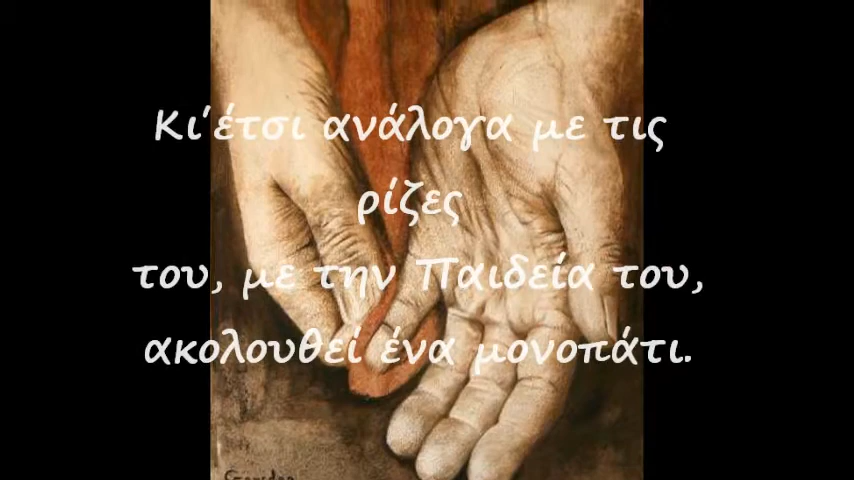 Κι'έτσι ανάλογα με τις
ρίζες
του, με την Παιδεία του,
ακολουθεί ένα μονοπάτι.